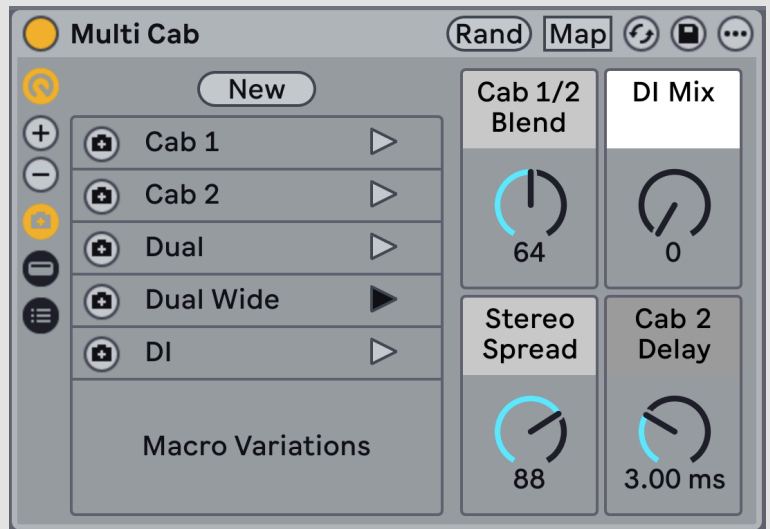 Multi Cab
Rand
Map
New
Cab 1
Cab 2
Dual
Dual Wide
DI
Macro Variations
Cab 1/2
Blend
64
DI Mix
0
Stereo
Spread
88
Cab 2
Delay
3.00 ms